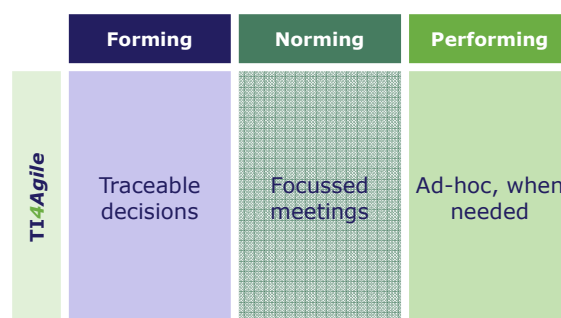 Forming
Norming
Performing
TI4Agile
Traceable
decisions
Focussed
meetings
Ad-hoc, when
needed